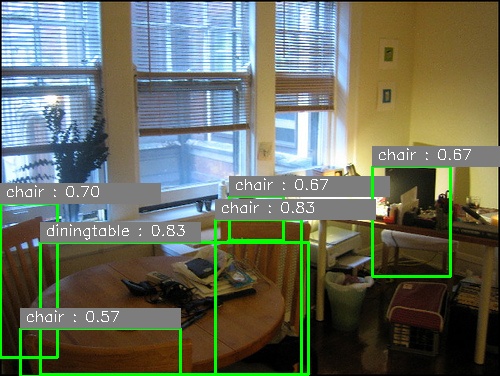 chair : 0.67
chair : 0.70
chair : 0.67
chair : 0.83
diningtable : 0.83
chair : 0.57